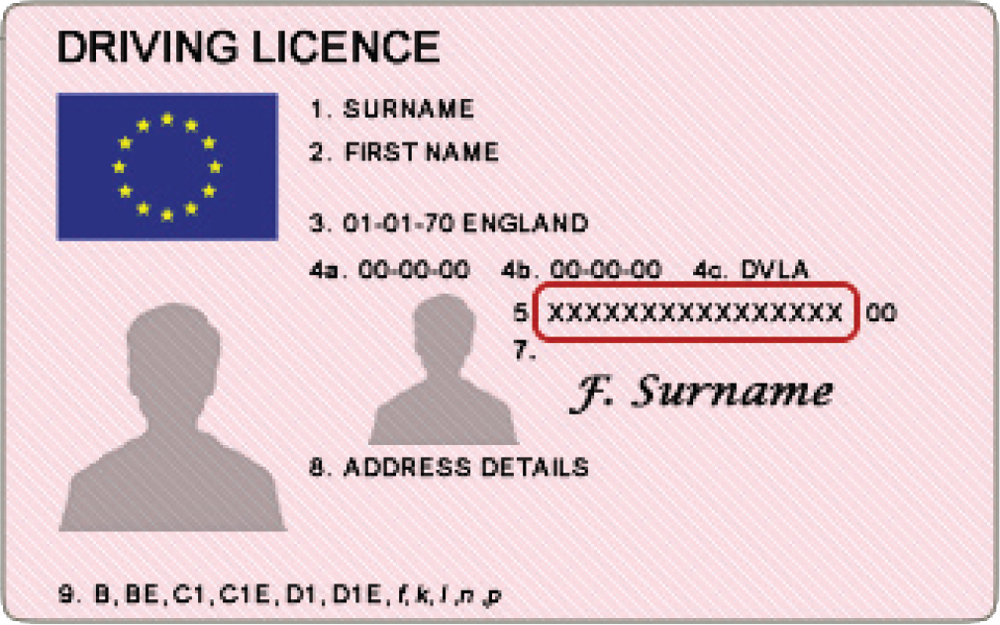 DRIVING LICENCE
1. SURNAME
2. FIRST NAME
3. 01-01-70 ENGLAND
4a. 00-00-00 4b. 00-00-00 4c. DVLA
5 XXXXXXXXXXXXXXXX 00
7.
F. Surname
8. ADDRESS DETAILS
9. B, BE, C1, C1E, D1, D1E, f, k, l ,n ,p